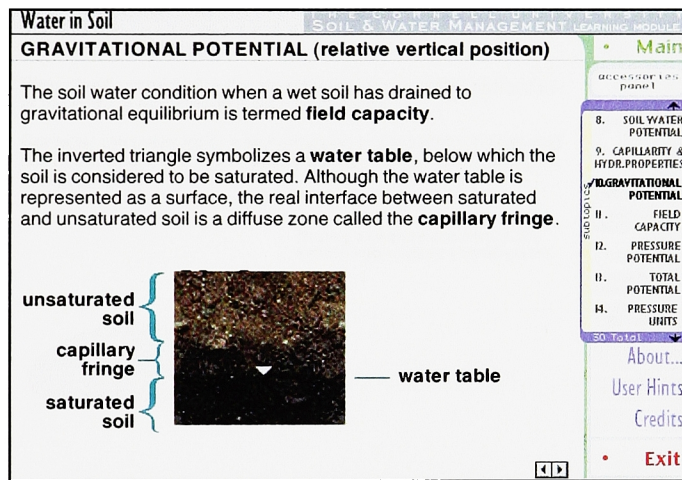 Water in Soil
THE CORNELL UNIVERSITY
SOIL & WATER MANAGEMENT LEARNING MODULE
GRAVITATIONAL POTENTIAL (relative vertical position)
The soil water condition when a wet soil has drained to
gravitational equilibrium is termed field capacity.
The inverted triangle symbolizes a water table, below which the
soil is considered to be saturated. Although the water table is
represented as a surface, the real interface between saturated
and unsaturated soil is a diffuse zone called the capillary fringe.
unsaturated
soil
capillary
fringe
saturated
soil
water table
• Main
accessories
panel
subtopics
8. SOIL WATER
POTENTIAL
9. CAPILLARITY &
HYDR.PROPERTIES
✓10.GRAVITATIONAL
POTENTIAL
11. FIELD
CAPACITY
12. PRESSURE
POTENTIAL
13. TOTAL
POTENTIAL
14. PRESSURE
UNITS
30 Total
About...
User Hints
Credits
• Exit